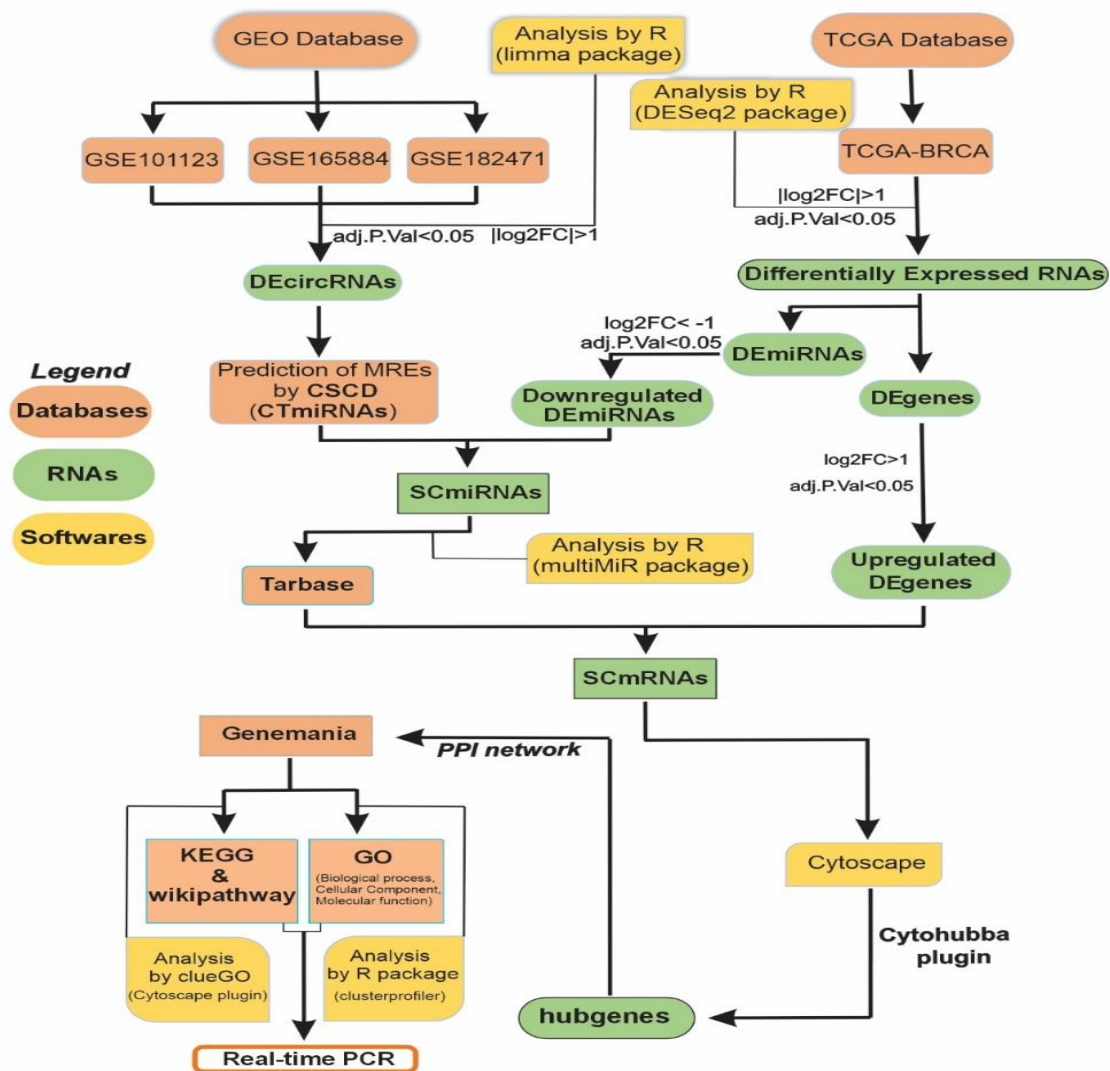 GEO Database
Analysis by R
(limma package)
TCGA Database
Analysis by R
(DESeq2 package)
GSE101123
GSE165884
GSE182471
TCGA-BRCA
|log2FC|>1
adj.P.Val<0.05
adj.P.Val<0.05 |log2FC|>1
DEcircRNAs
Differentially Expressed RNAs
log2FC< -1
adj.P.Val<0.05
DEmiRNAs
Legend
Databases
RNAs
Softwares
Prediction of MREs
by CSCD
(CTmiRNAs)
Downregulated
DEmiRNAs
DEgenes
log2FC>1
adj.P.Val<0.05
SCmiRNAs
Analysis by R
(multiMiR package)
Tarbase
Upregulated
DEgenes
SCmRNAs
Genemania
PPI network
KEGG
&
wikipathway
GO
(Biological process,
Cellular Component,
Molecular function)
Cytoscape
Cytohubba
plugin
Analysis
by clueGO
(Cytoscape plugin)
Analysis
by R package
(clusterprofiler)
hubgenes
Real-time PCR